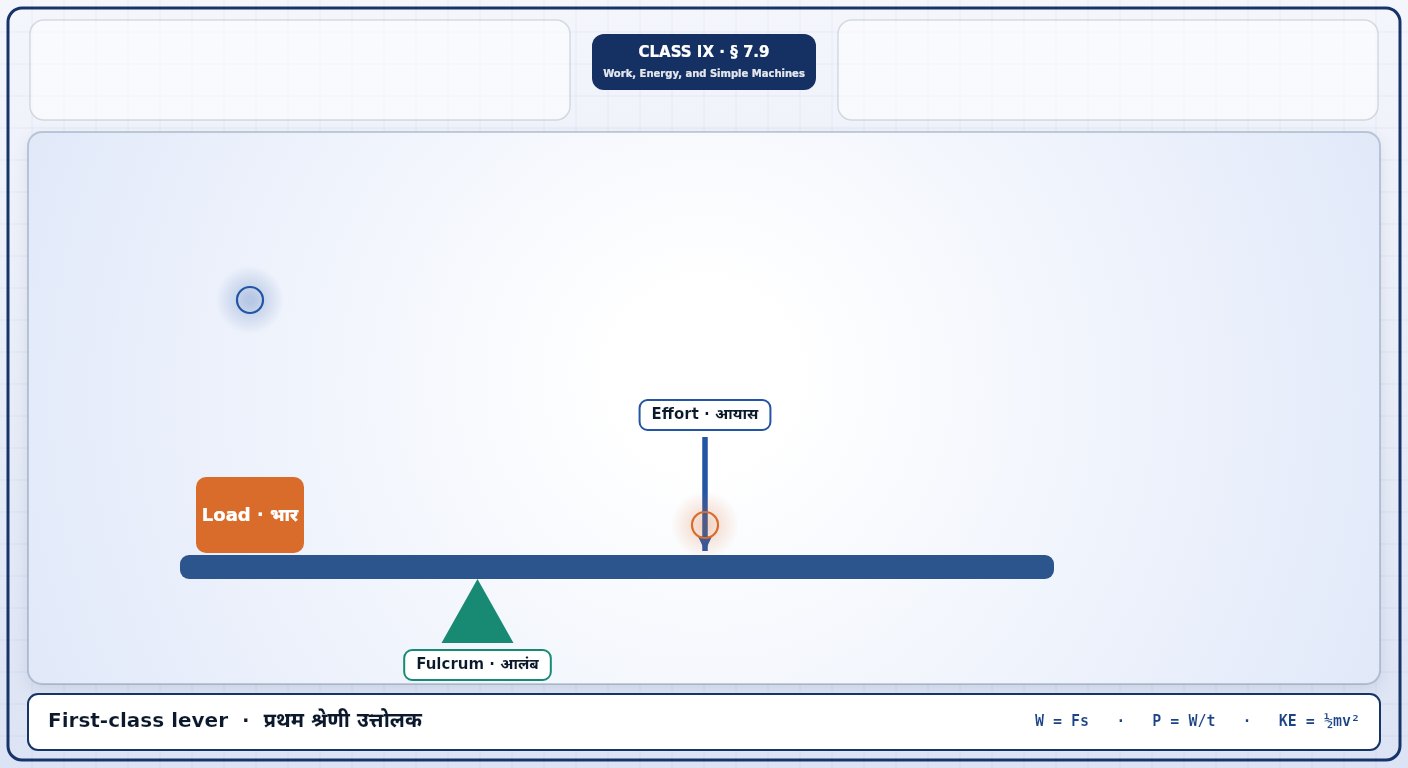 CLASS IX · § 7.9
Work, Energy, and Simple Machines
Effort · आयास
Load · भार
Fulcrum · आलंब
First-class lever · प्रथम श्रेणी उत्तोलक
W = Fs · P = W/t · KE = ½mv²